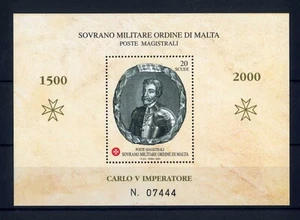 SOVRANO MILITARE ORDINE DI MALTA
POSTE MAGISTRALI
1500
2000
20
SCUDI
POSTE MAGISTRALI
SOVRANO MILITARE ORDINE DI MALTA
CARLO V IMPERATORE
N. 07444